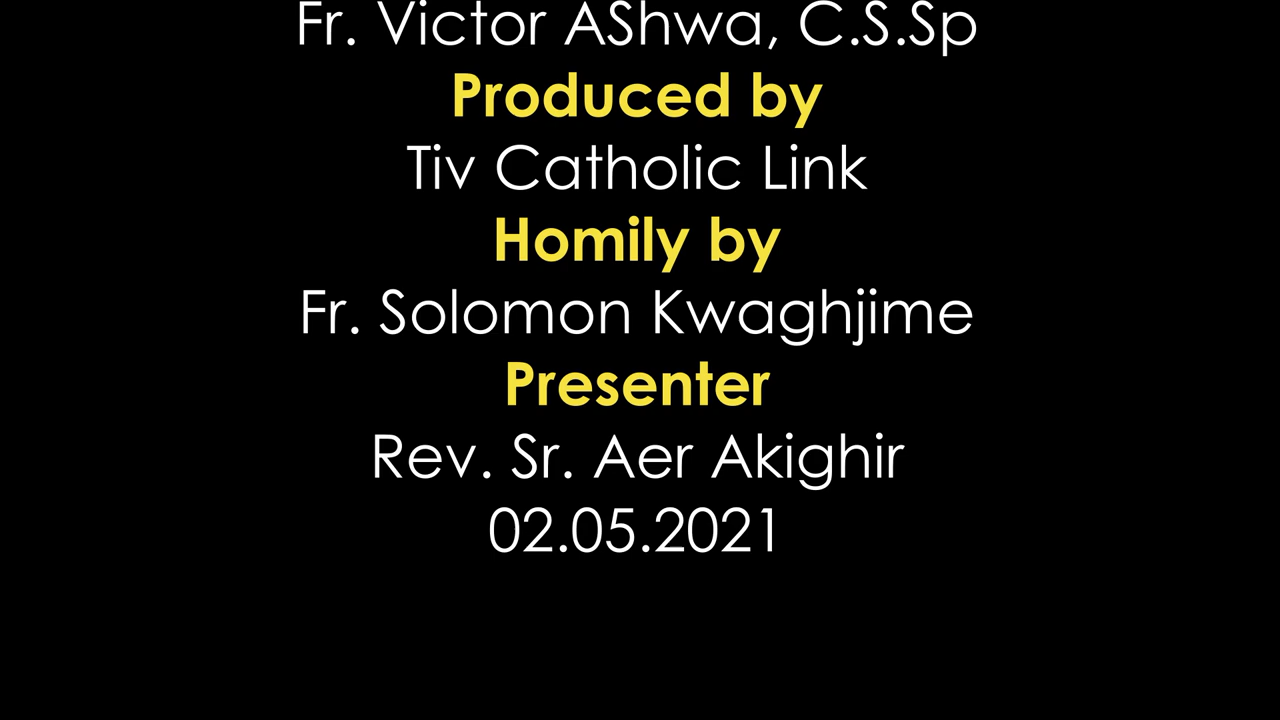 Fr. Victor AShwa, C.S.Sp
Produced by
Tiv Catholic Link
Homily by
Fr. Solomon Kwaghjime
Presenter
Rev. Sr. Aer Akighir
02.05.2021